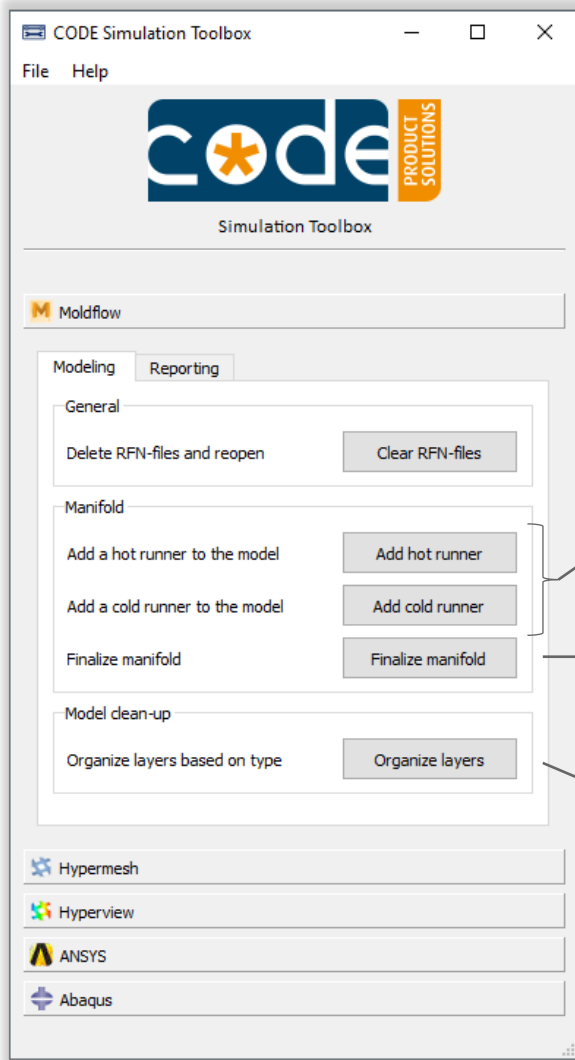 CODE Simulation Toolbox
File Help
code PRODUCT SOLUTIONS
Simulation Toolbox
Moldflow
Modeling Reporting
General
Delete RFN-files and reopen Clear RFN-files
Manifold
Add a hot runner to the model Add hot runner
Add a cold runner to the model Add cold runner
Finalize manifold Finalize manifold
Model clean-up
Organize layers based on type Organize layers
Hypermesh
Hyperview
ANSYS
Abaqus